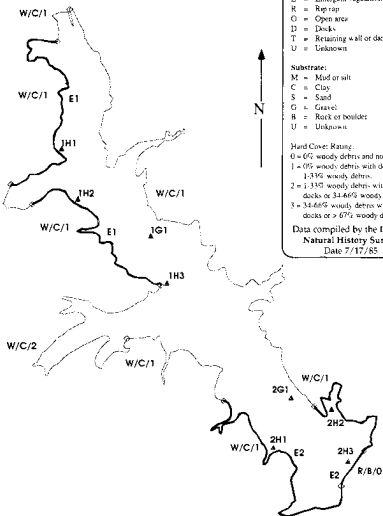 W/C/1
R = Rip rap
O = Open area
D = Docks
T = Retaining wall or
U = Unknown
Substrate:
M = Mud or silt
C = Clay
S = Sand
G = Gravel
B = Rock or boulder
U = Unknown
Hard Cover Rating:
0 = 0% woody debris and no
1 = 0% woody debris with
1-33% woody debris.
2 = 1-33% woody debris
docks or 34-66% woody
3 = 34-66% woody debris
docks or > 67% woody
Data compiled by the
Natural History
Date 7/17/85
N
W/C/1
E1
1H1
1H2
W/C/1
E1
W/C/1
1G1
1H3
W/C/2
W/C/1
W/C/1
2G1
2H2
W/C/1
2H1
E2
2H3
E2
R/B/0